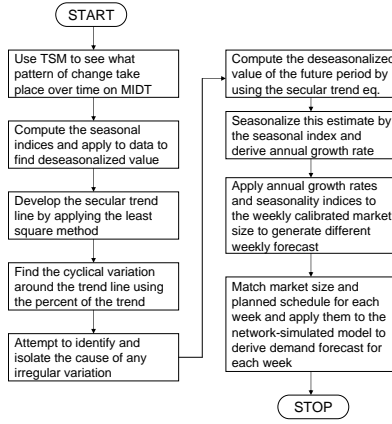 START
Use TSM to see what
pattern of change take
place over time on MIDT
Compute the seasonal
indices and apply to data to
find deseasonalized value
Develop the secular trend
line by applying the least
square method
Find the cyclical variation
around the trend line using
the percent of the trend
Attempt to identify and
isolate the cause of any
irregular variation
Compute the deseasonalized
value of the future period by
using the secular trend eq.
Seasonalize this estimate by
the seasonal index and
derive annual growth rate
Apply annual growth rates
and seasonality indices to
the weekly calibrated market
size to generate different
weekly forecast
Match market size and
planned schedule for each
week and apply them to the
network-simulated model to
derive demand forecast for
each week
STOP